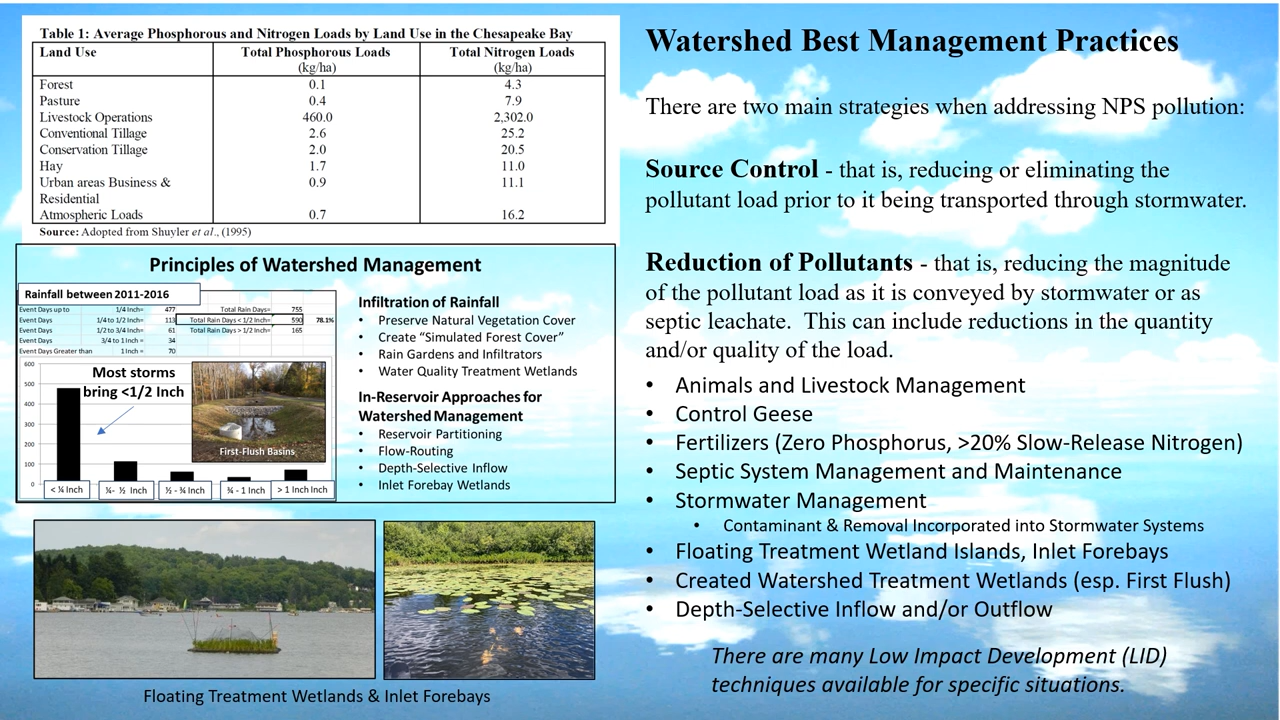 Table 1: Average Phosphorous and Nitrogen Loads by Land Use in the Chesapeake Bay
Land Use Total Phosphorous Loads Total Nitrogen Loads
(kg/ha) (kg/ha)
Forest 0.1 4.3
Pasture 0.4 7.9
Livestock Operations 460.0 2,302.0
Conventional Tillage 2.6 25.2
Conservation Tillage 2.0 20.5
Hay 1.7 11.0
Urban areas Business & 0.9 11.1
Residential
Atmospheric Loads 0.7 16.2
Source: Adopted from Shuyler et al., (1995)
Principles of Watershed Management
Rainfall between 2011-2016
Event Days up to 1/4 Inch= 477 Total Rain Days= 755
Event Days 1/4 to 1/2 Inch= 113 Total Rain Days < 1/2 Inch= 590 78.1%
Event Days 1/2 to 3/4 Inch= 61 Total Rain Days > 1/2 Inch= 165
Event Days 3/4 to 1 Inch= 34
Event Days Greater than 1 Inch= 70
600
500
400
300
200
100
0
Most storms
bring <1/2 Inch
First-Flush Basins
< ¼ Inch ¼- ½ Inch ½ - ¾ Inch ¾ - 1 Inch > 1 Inch Inch
Infiltration of Rainfall
• Preserve Natural Vegetation Cover
• Create “Simulated Forest Cover”
• Rain Gardens and Infiltrators
• Water Quality Treatment Wetlands
In-Reservoir Approaches for
Watershed Management
• Reservoir Partitioning
• Flow-Routing
• Depth-Selective Inflow
• Inlet Forebay Wetlands
Floating Treatment Wetlands & Inlet Forebays
Watershed Best Management Practices
There are two main strategies when addressing NPS pollution:
Source Control - that is, reducing or eliminating the
pollutant load prior to it being transported through stormwater.
Reduction of Pollutants - that is, reducing the magnitude
of the pollutant load as it is conveyed by stormwater or as
septic leachate. This can include reductions in the quantity
and/or quality of the load.
• Animals and Livestock Management
• Control Geese
• Fertilizers (Zero Phosphorus, >20% Slow-Release Nitrogen)
• Septic System Management and Maintenance
• Stormwater Management
• Contaminant & Removal Incorporated into Stormwater Systems
• Floating Treatment Wetland Islands, Inlet Forebays
• Created Watershed Treatment Wetlands (esp. First Flush)
• Depth-Selective Inflow and/or Outflow
There are many Low Impact Development (LID)
techniques available for specific situations.